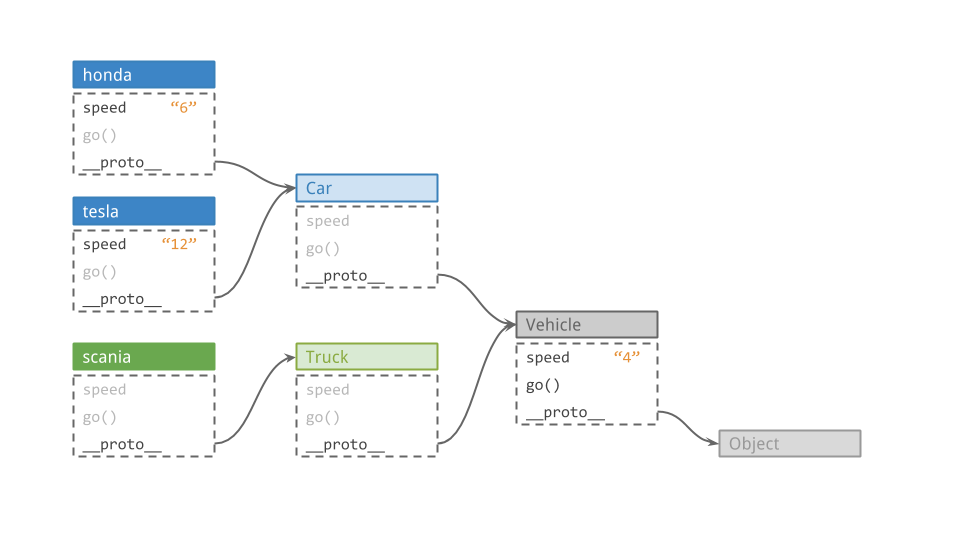 honda
speed “6”
go()
__proto__
tesla
speed “12”
go()
__proto__
scania
speed
go()
__proto__
Car
speed
go()
__proto__
Truck
speed
go()
__proto__
Vehicle
speed “4”
go()
__proto__
Object